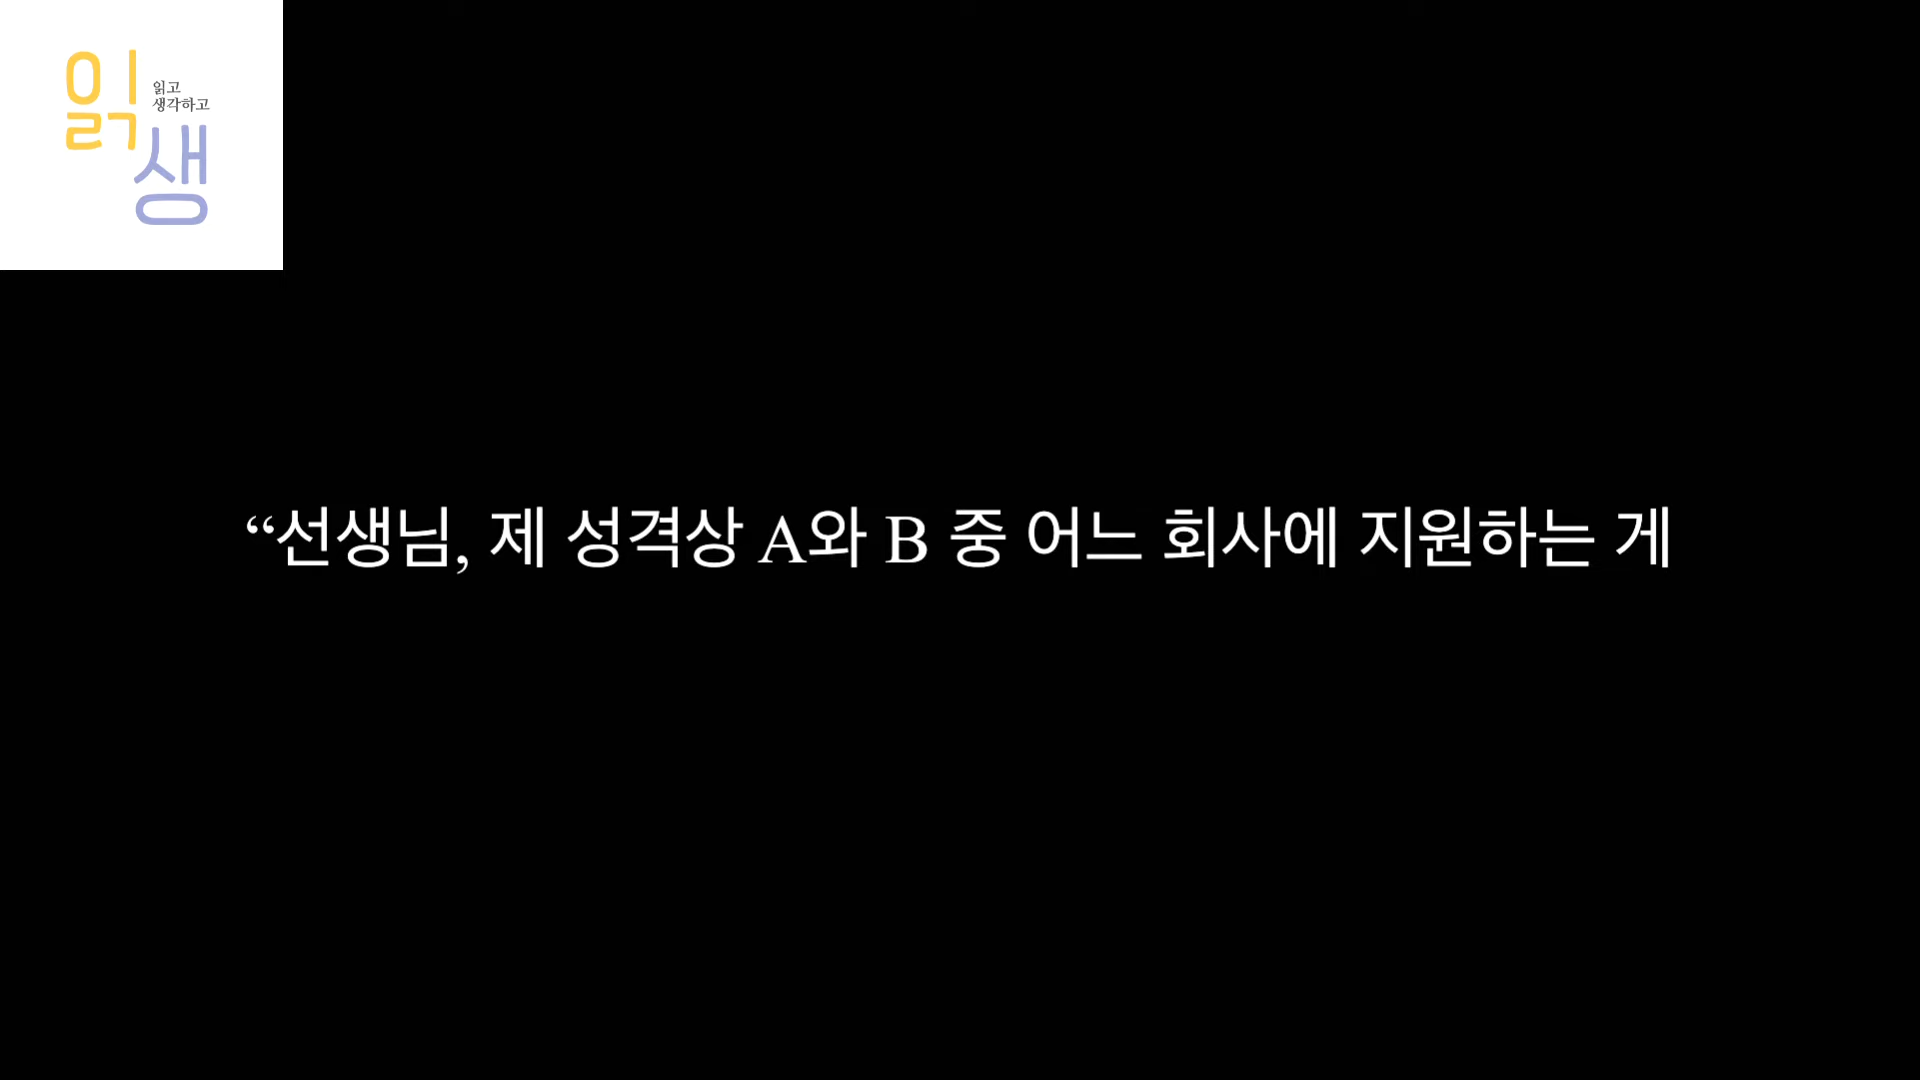 읽
읽고
생각하고
생
“선생님, 제 성격상 A와 B 중 어느 회사에 지원하는 게